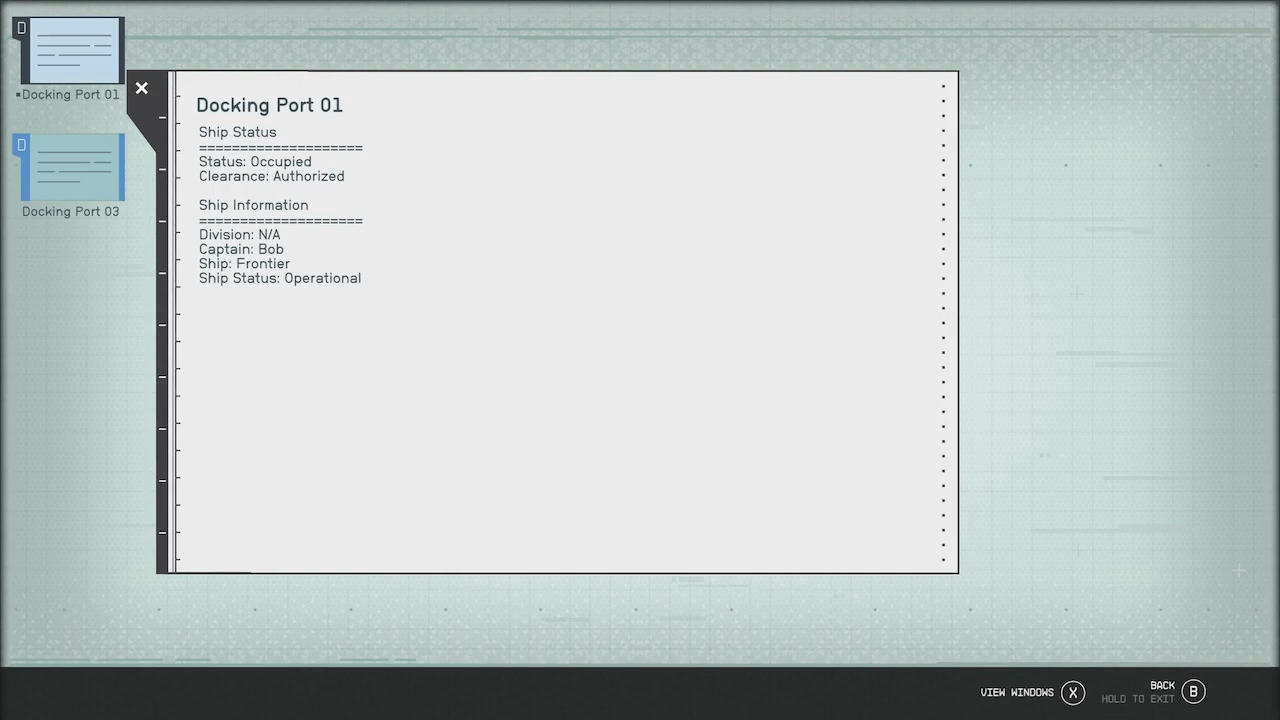 D
Docking Port 01
D
Docking Port 03
Docking Port 01
Ship Status
====================
Status: Occupied
Clearance: Authorized
Ship Information
====================
Division: N/A
Captain: Bob
Ship: Frontier
Ship Status: Operational
VIEW WINDOWS X
BACK
HOLD TO EXIT B